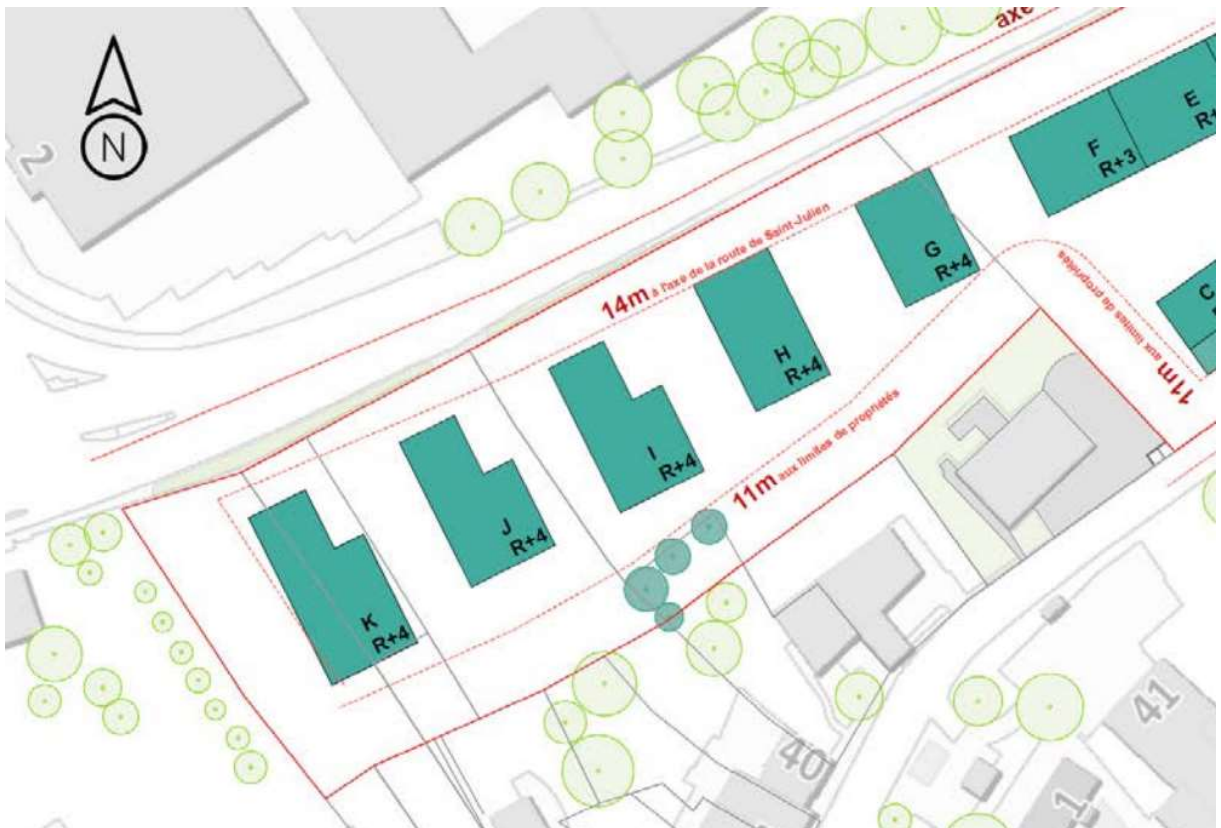 N
2
axe
E
F
R+3
14m à l'axe de la route de Saint-Julien
G
R+4
C
11m aux limites de propriétés
H
R+4
I
R+4
11m aux limites de propriétés
J
R+4
K
R+4
40
41
1